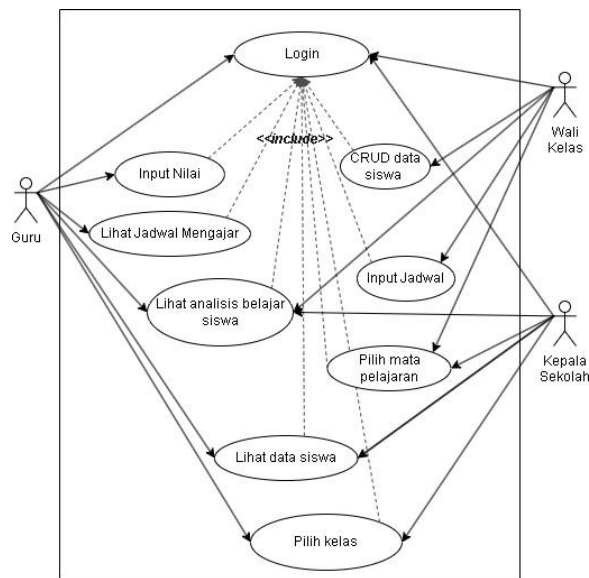 Login
<<include>>
Wali
Kelas
CRUD data
siswa
Input Nilai
Guru
Lihat Jadwal Mengajar
Input Jadwal
Lihat analisis belajar
siswa
Kepala
Sekolah
Pilih mata
pelajaran
Lihat data siswa
Pilih kelas